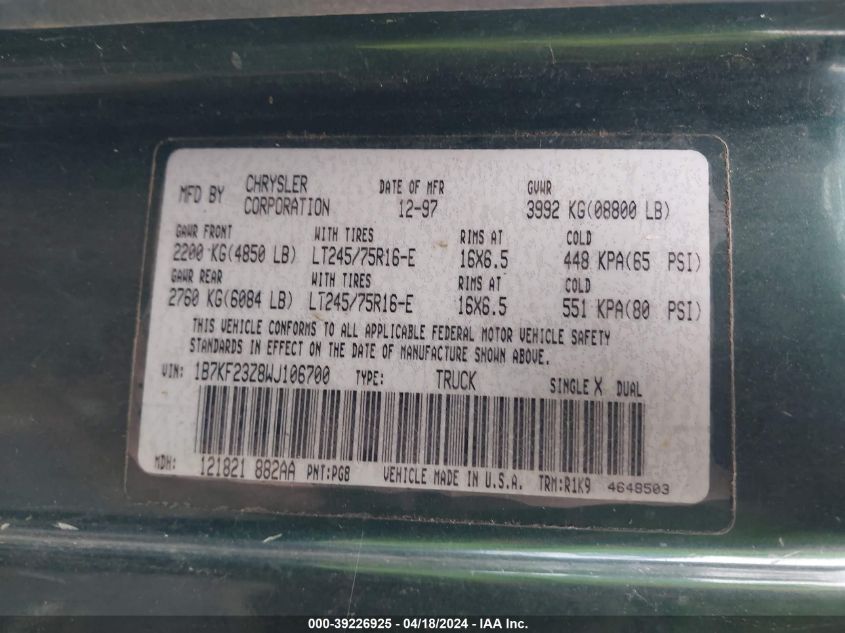 MFD BY CHRYSLER CORPORATION DATE OF MFR 12-97 GVWR 3992 KG(08800 LB)
GAWR FRONT WITH TIRES RIMS AT COLD
2200 KG(4850 LB) LT245/75R16-E 16X6.5 448 KPA(65 PSI)
GAWR REAR WITH TIRES RIMS AT COLD
2760 KG(6084 LB) LT245/75R16-E 16X6.5 551 KPA(80 PSI)
THIS VEHICLE CONFORMS TO ALL APPLICABLE FEDERAL MOTOR VEHICLE SAFETY
STANDARDS IN EFFECT ON THE DATE OF MANUFACTURE SHOWN ABOVE.
VIN: 1B7KF23Z8WJ106700 TYPE: TRUCK SINGLE X DUAL
MDH: 121821 882AA PNT:PG8 VEHICLE MADE IN U.S.A. TRM:R1K9 4648503
000-39226925 - 04/18/2024 - IAA Inc.